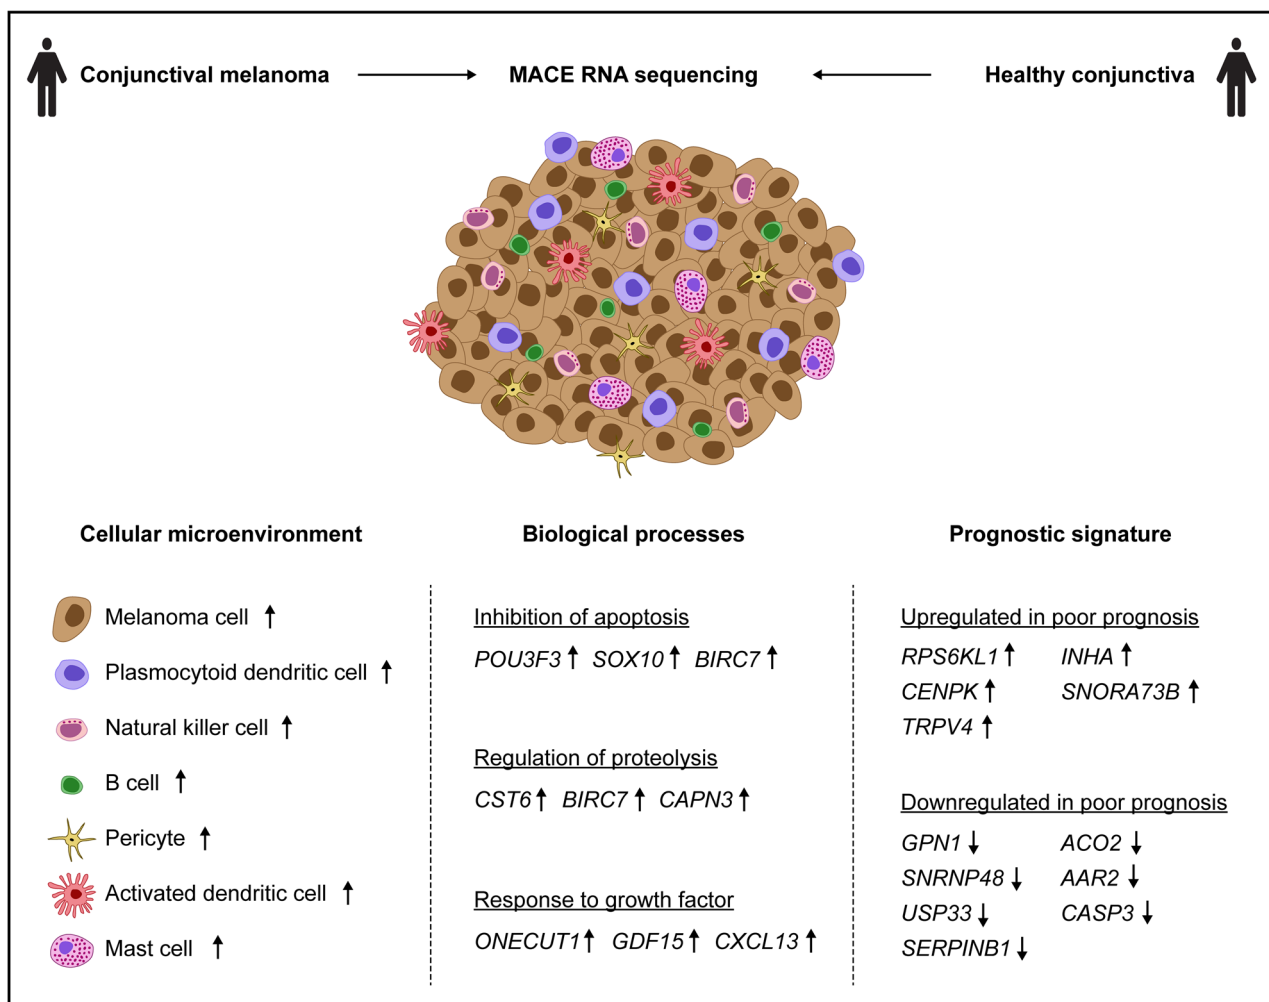 Conjunctival melanoma → MACE RNA sequencing ← Healthy conjunctiva
Cellular microenvironment
Melanoma cell ↑
Plasmocytoid dendritic cell ↑
Natural killer cell ↑
B cell ↑
Pericyte ↑
Activated dendritic cell ↑
Mast cell ↑
Biological processes
Inhibition of apoptosis
POU3F3 ↑ SOX10 ↑ BIRC7 ↑
Regulation of proteolysis
CST6 ↑ BIRC7 ↑ CAPN3 ↑
Response to growth factor
ONECUT1 ↑ GDF15 ↑ CXCL13 ↑
Prognostic signature
Upregulated in poor prognosis
RPS6KL1 ↑ INHA ↑
CENPK ↑ SNORA73B ↑
TRPV4 ↑
Downregulated in poor prognosis
GPN1 ↓ ACO2 ↓
SNRNP48 ↓ AAR2 ↓
USP33 ↓ CASP3 ↓
SERPINB1 ↓